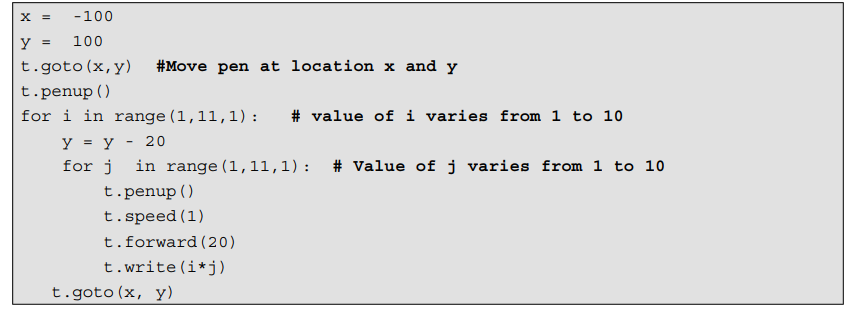 x =  -100
y =  100
t.goto(x,y)  #Move pen at location x and y
t.penup()
for i in range(1,11,1):   # value of i varies from 1 to 10
    y = y - 20
    for j  in range(1,11,1):  # Value of j varies from 1 to 10
        t.penup()
        t.speed(1)
        t.forward(20)
        t.write(i*j)
   t.goto(x, y)